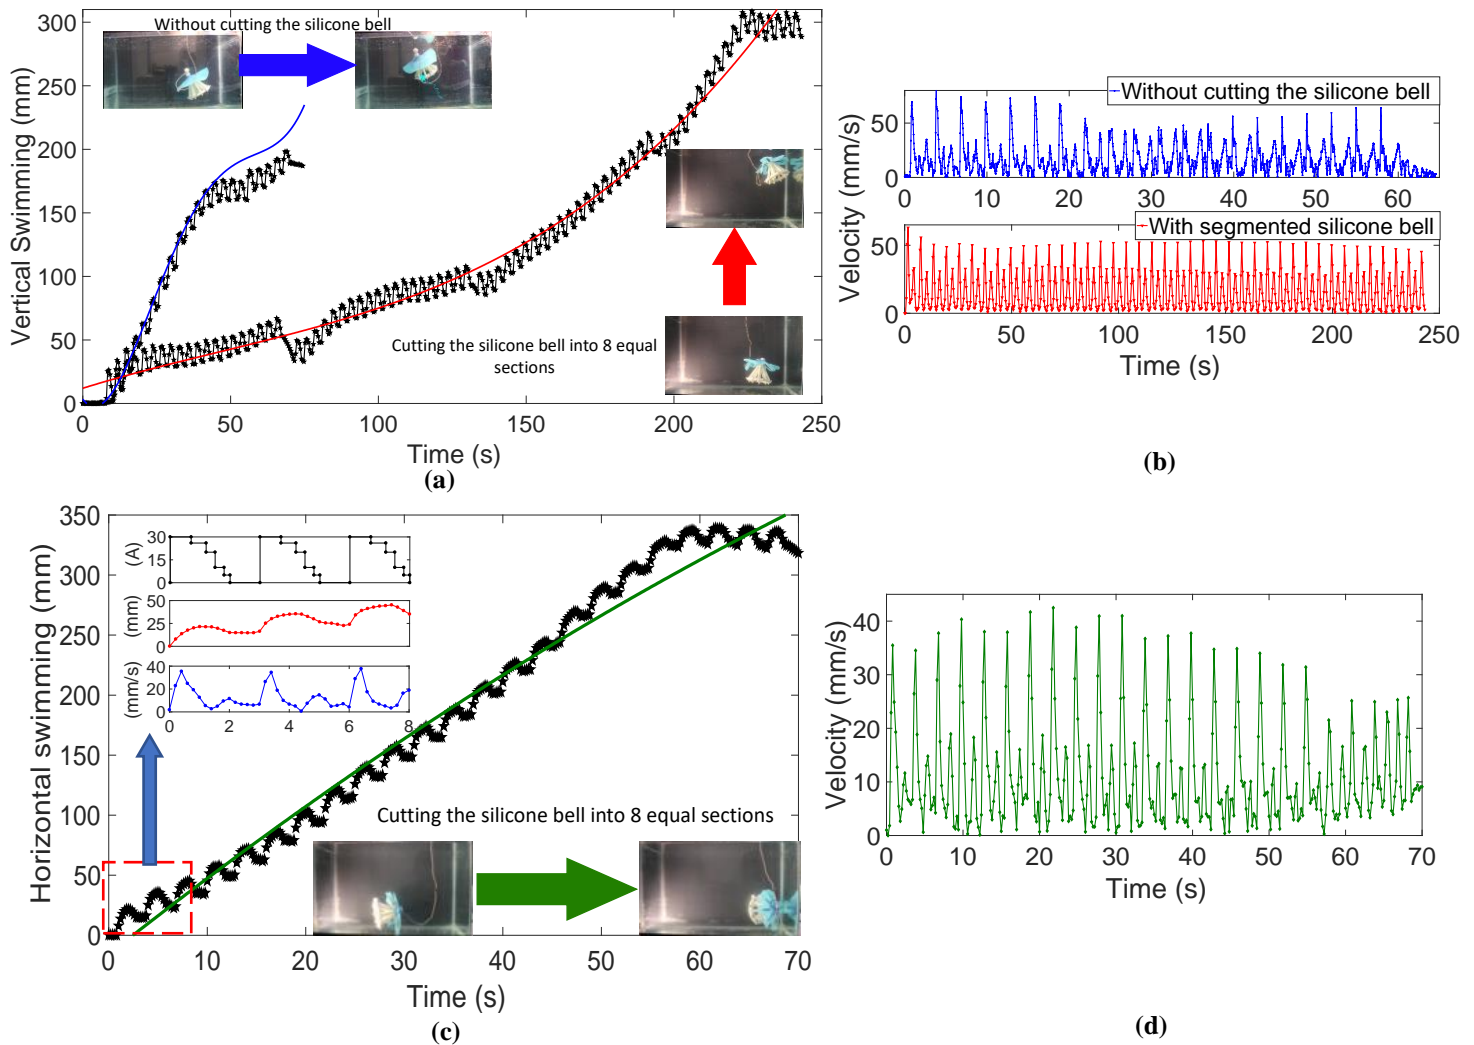 Without cutting the silicone bell
Vertical Swimming (mm)
300
250
200
150
100
50
0
0 50 100 150 200 250
Time (s)
Cutting the silicone bell into 8 equal
sections
(a)
Without cutting the silicone bell
Velocity (mm/s)
50
0
0 10 20 30 40 50 60
With segmented silicone bell
50
0
0 50 100 150 200 250
Time (s)
(b)
Horizontal swimming (mm)
350
300
250
200
150
100
50
0
0 10 20 30 40 50 60 70
Time (s)
(A)
30
15
0
(mm)
50
25
0
(mm/s)
40
20
0
0 2 4 6 8
Cutting the silicone bell into 8 equal sections
(c)
Velocity (mm/s)
40
30
20
10
0
0 10 20 30 40 50 60 70
Time (s)
(d)